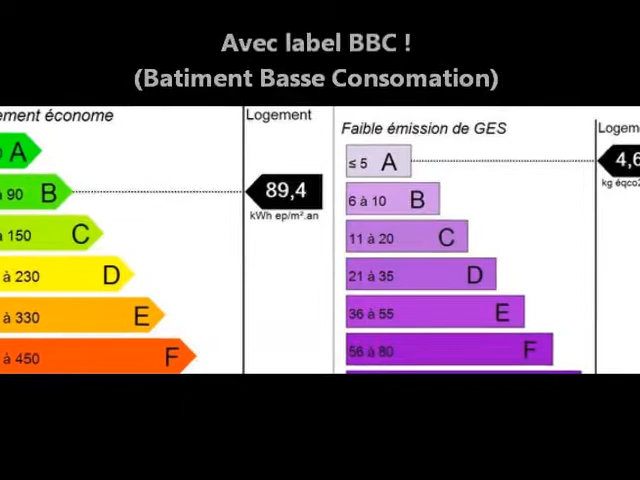 Avec label BBC !
(Batiment Basse Consomation)
ement économe
Logement
A
à 90 B
89,4
kWh ep/m².an
à 150 C
à 230 D
à 330 E
à 450 F
Faible émission de GES
Logeme
≤ 5 A
4,6
kg éqco2
6 à 10 B
11 à 20 C
21 à 35 D
36 à 55 E
56 à 80 F